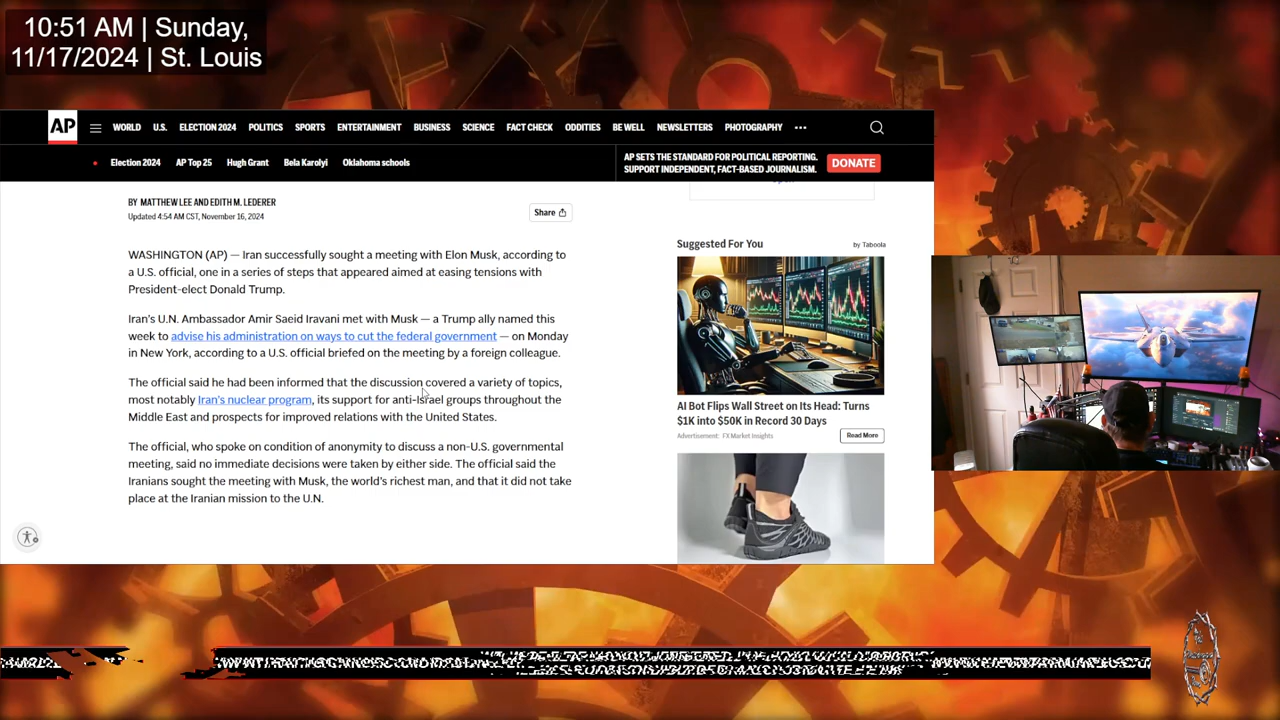 10:51 AM | Sunday,
11/17/2024 | St. Louis
AP
WORLD U.S. ELECTION 2024 POLITICS SPORTS ENTERTAINMENT BUSINESS SCIENCE FACT CHECK ODDITIES BE WELL NEWSLETTERS PHOTOGRAPHY •••
Election 2024 AP Top 25 Hugh Grant Bela Karolyi Oklahoma schools
AP SETS THE STANDARD FOR POLITICAL REPORTING.
SUPPORT INDEPENDENT, FACT-BASED JOURNALISM.
DONATE
BY MATTHEW LEE AND EDITH M. LEDERER
Updated 4:54 AM CST, November 16, 2024
Share
WASHINGTON (AP) — Iran successfully sought a meeting with Elon Musk, according to
a U.S. official, one in a series of steps that appeared aimed at easing tensions with
President-elect Donald Trump.
Iran's U.N. Ambassador Amir Saeid Iravani met with Musk — a Trump ally named this
week to advise his administration on ways to cut the federal government — on Monday
in New York, according to a U.S. official briefed on the meeting by a foreign colleague.
The official said he had been informed that the discussion covered a variety of topics,
most notably Iran's nuclear program, its support for anti-Israel groups throughout the
Middle East and prospects for improved relations with the United States.
The official, who spoke on condition of anonymity to discuss a non-U.S. governmental
meeting, said no immediate decisions were taken by either side. The official said the
Iranians sought the meeting with Musk, the world's richest man, and that it did not take
place at the Iranian mission to the U.N.
Suggested For You
by Taboola
AI Bot Flips Wall Street on Its Head: Turns
$1K into $50K in Record 30 Days
Advertisement: FX Market Insights
Read More